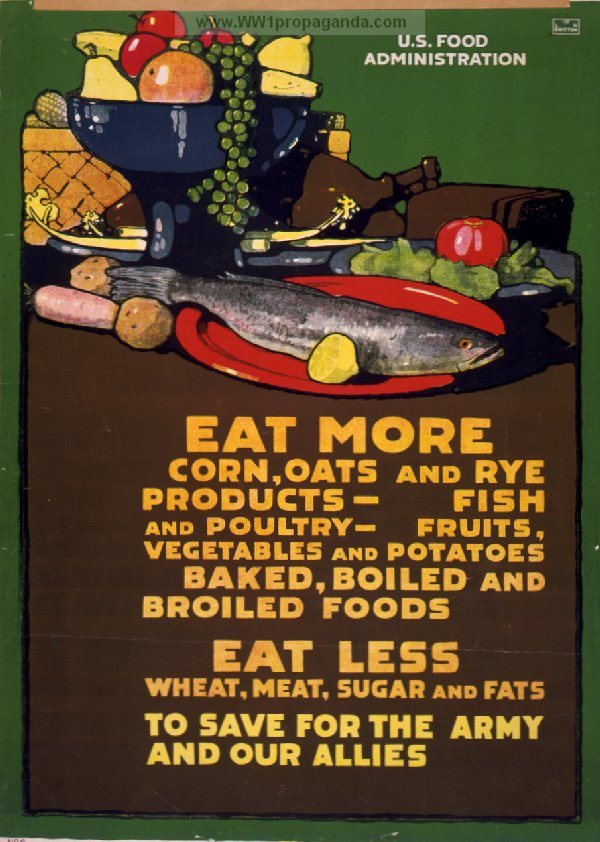 www.WW1propaganda.com
U.S. FOOD
ADMINISTRATION
EAT MORE
CORN, OATS AND RYE
PRODUCTS — FISH
AND POULTRY — FRUITS,
VEGETABLES AND POTATOES
BAKED, BOILED AND
BROILED FOODS
EAT LESS
WHEAT, MEAT, SUGAR AND FATS
TO SAVE FOR THE ARMY
AND OUR ALLIES